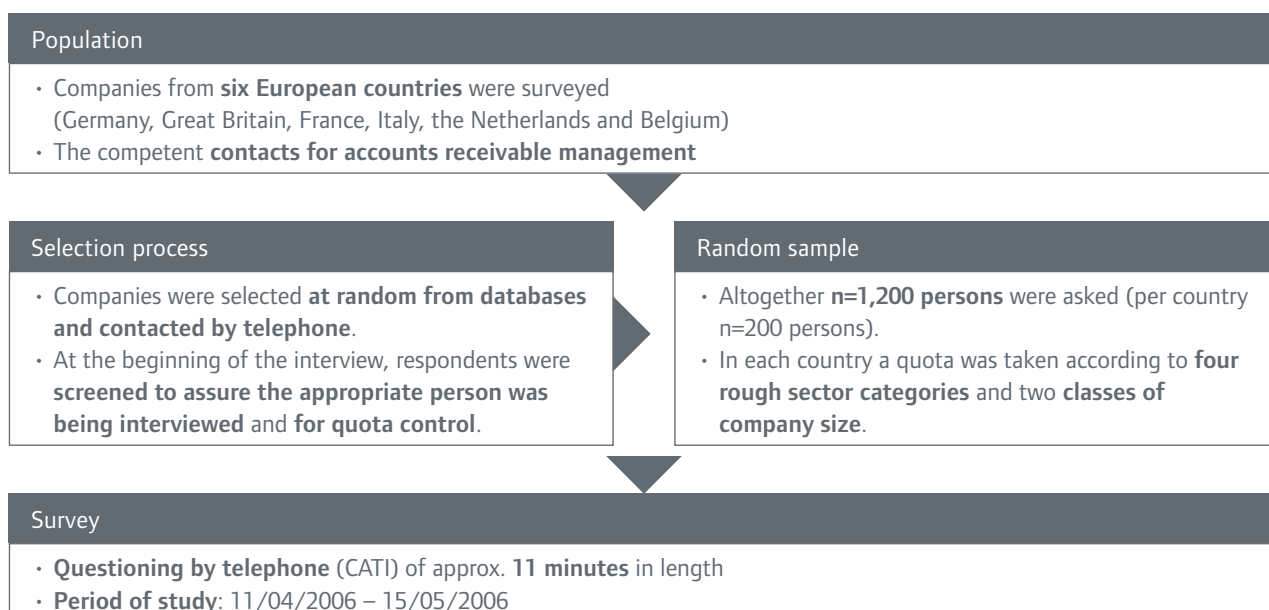 Population
· Companies from six European countries were surveyed
(Germany, Great Britain, France, Italy, the Netherlands and Belgium)
· The competent contacts for accounts receivable management
Selection process
· Companies were selected at random from databases
and contacted by telephone.
· At the beginning of the interview, respondents were
screened to assure the appropriate person was
being interviewed and for quota control.
Random sample
· Altogether n=1,200 persons were asked (per country
n=200 persons).
· In each country a quota was taken according to four
rough sector categories and two classes of
company size.
Survey
· Questioning by telephone (CATI) of approx. 11 minutes in length
· Period of study: 11/04/2006 – 15/05/2006